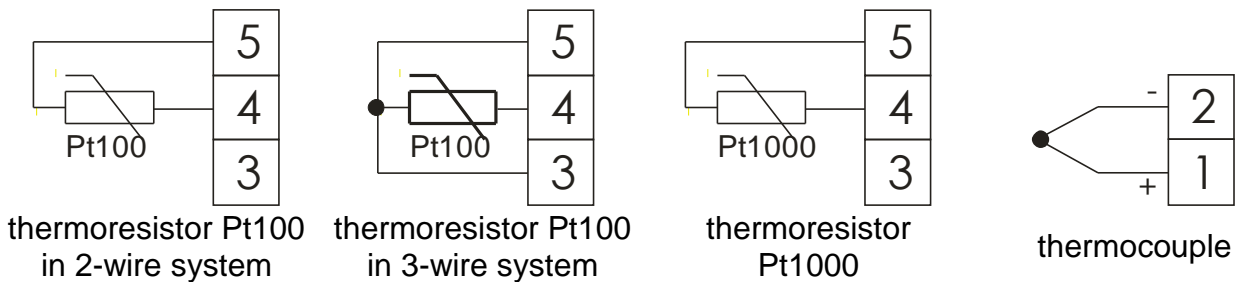 5
4
3
Pt100
thermoresistor Pt100
in 2-wire system
5
4
3
Pt100
thermoresistor Pt100
in 3-wire system
5
4
3
Pt1000
thermoresistor
Pt1000
-
2
+
1
thermocouple